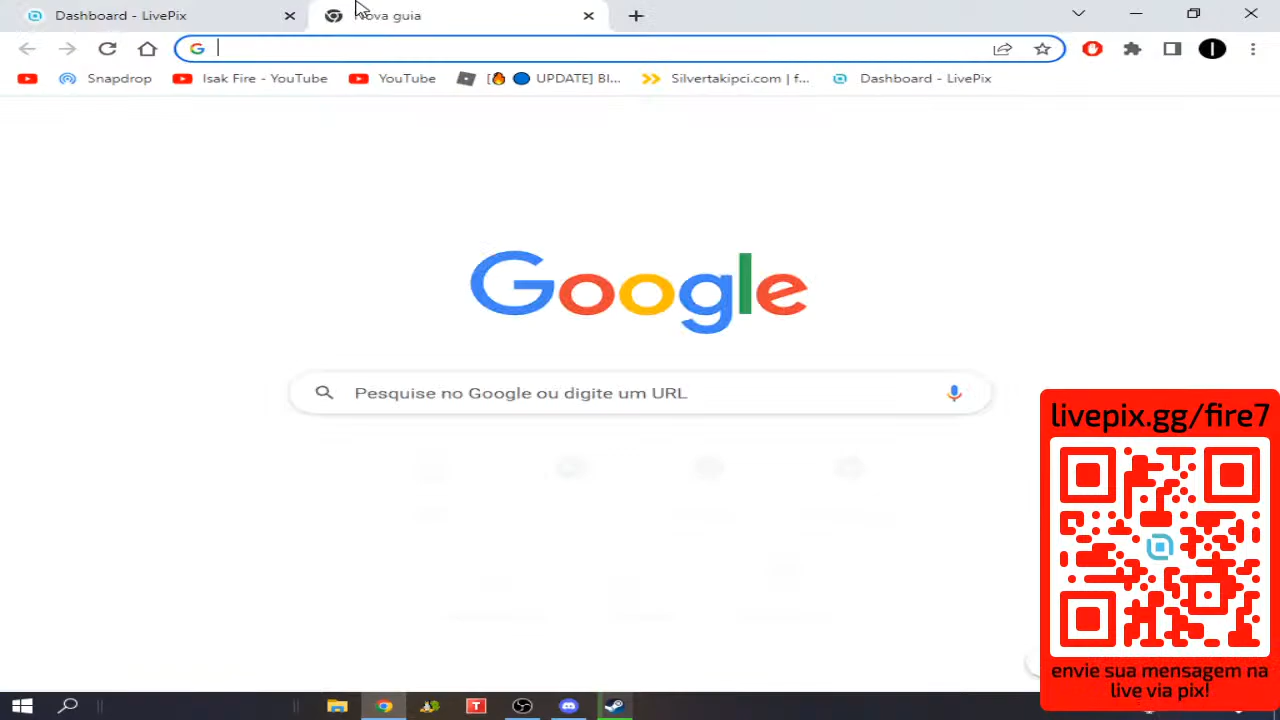 Dashboard - LivePix
Nova guia
Snapdrop
Isak Fire - YouTube
YouTube
[🔥 🔵 UPDATE] Bl...
Silvertakipci.com | f...
Dashboard - LivePix
Google
Pesquise no Google ou digite um URL
livepix.gg/fire7
envie sua mensagem na
live via pix!